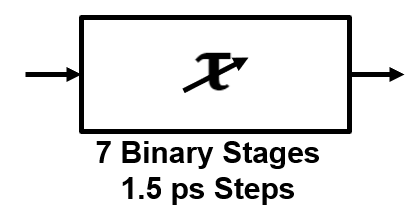 τ
7 Binary Stages
1.5 ps Steps